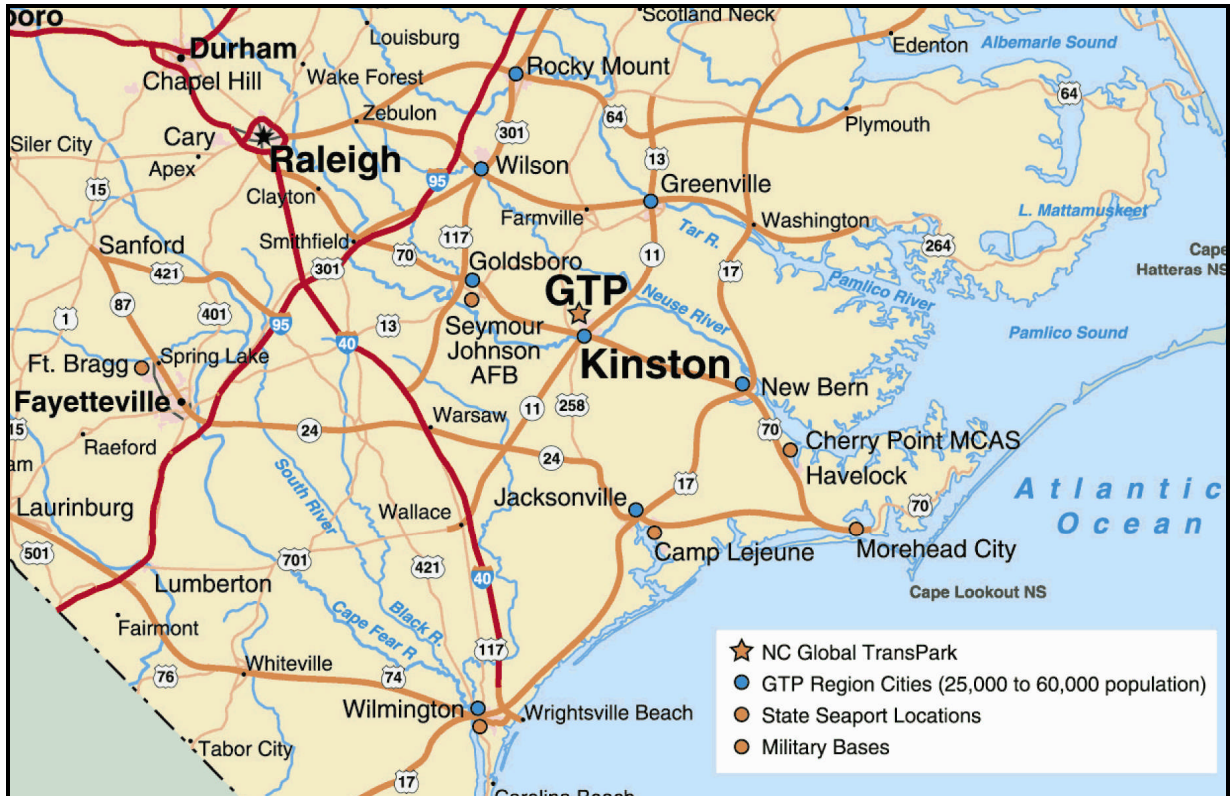 oro
Durham
Chapel Hill
Louisburg
Wake Forest
Scotland Neck
Edenton
Albemarle Sound
Rocky Mount
Zebulon
Cary
Raleigh
Siler City
Apex
Clayton
64
64
301
13
Plymouth
15
95
Wilson
Greenville
Farmville
Tar R.
Washington
L. Mattamuskeet
264
Sanford
421
Smithfield
301
70
117
Goldsboro
11
17
Cape
Hatteras NS
GTP
Neuse River
Pamlico River
Pamlico Sound
87
401
1
95
13
40
Seymour
Johnson
AFB
Kinston
Ft. Bragg
Spring Lake
Fayetteville
New Bern
Warsaw
11
258
70
Cherry Point MCAS
Havelock
15
Raeford
24
24
17
am
South River
Jacksonville
Atlantic
Ocean
70
Laurinburg
Wallace
Camp Lejeune
Morehead City
501
701
421
40
Cape Lookout NS
Lumberton
Black R.
Cape Fear R
Fairmont
117
Whiteville
76
74
Wilmington
Wrightsville Beach
Tabor City
17
Carolina Beach
NC Global TransPark
GTP Region Cities (25,000 to 60,000 population)
State Seaport Locations
Military Bases